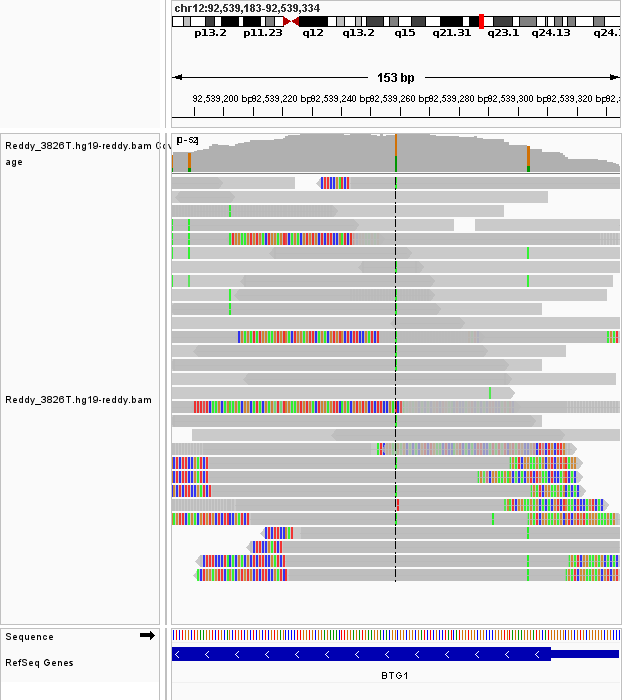 chr12:92,539,183-92,539,334
p13.2 p11.23 q12 q13.2 q15 q21.31 q23.1 q24.13 q24.
153 bp
92,539,200 bp 92,539,220 bp 92,539,240 bp 92,539,260 bp 92,539,280 bp 92,539,300 bp 92,539,320 bp
Reddy_3826T.hg19-reddy.bam Cov
age
[0-52]
Reddy_3826T.hg19-reddy.bam
Sequence
RefSeq Genes
BTG1